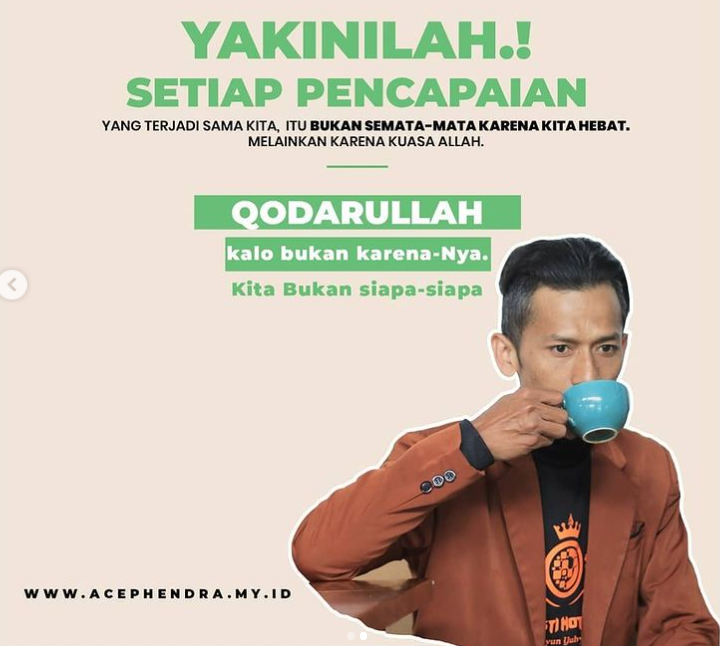 YAKINILAH.!
SETIAP PENCAPAIAN
YANG TERJADI SAMA KITA, ITU BUKAN SEMATA-MATA KARENA KITA HEBAT.
MELAINKAN KARENA KUASA ALLAH.
QODARULLAH
kalo bukan karena-Nya.
Kita Bukan siapa-siapa
WWW.ACEPHENDRA.MY.ID